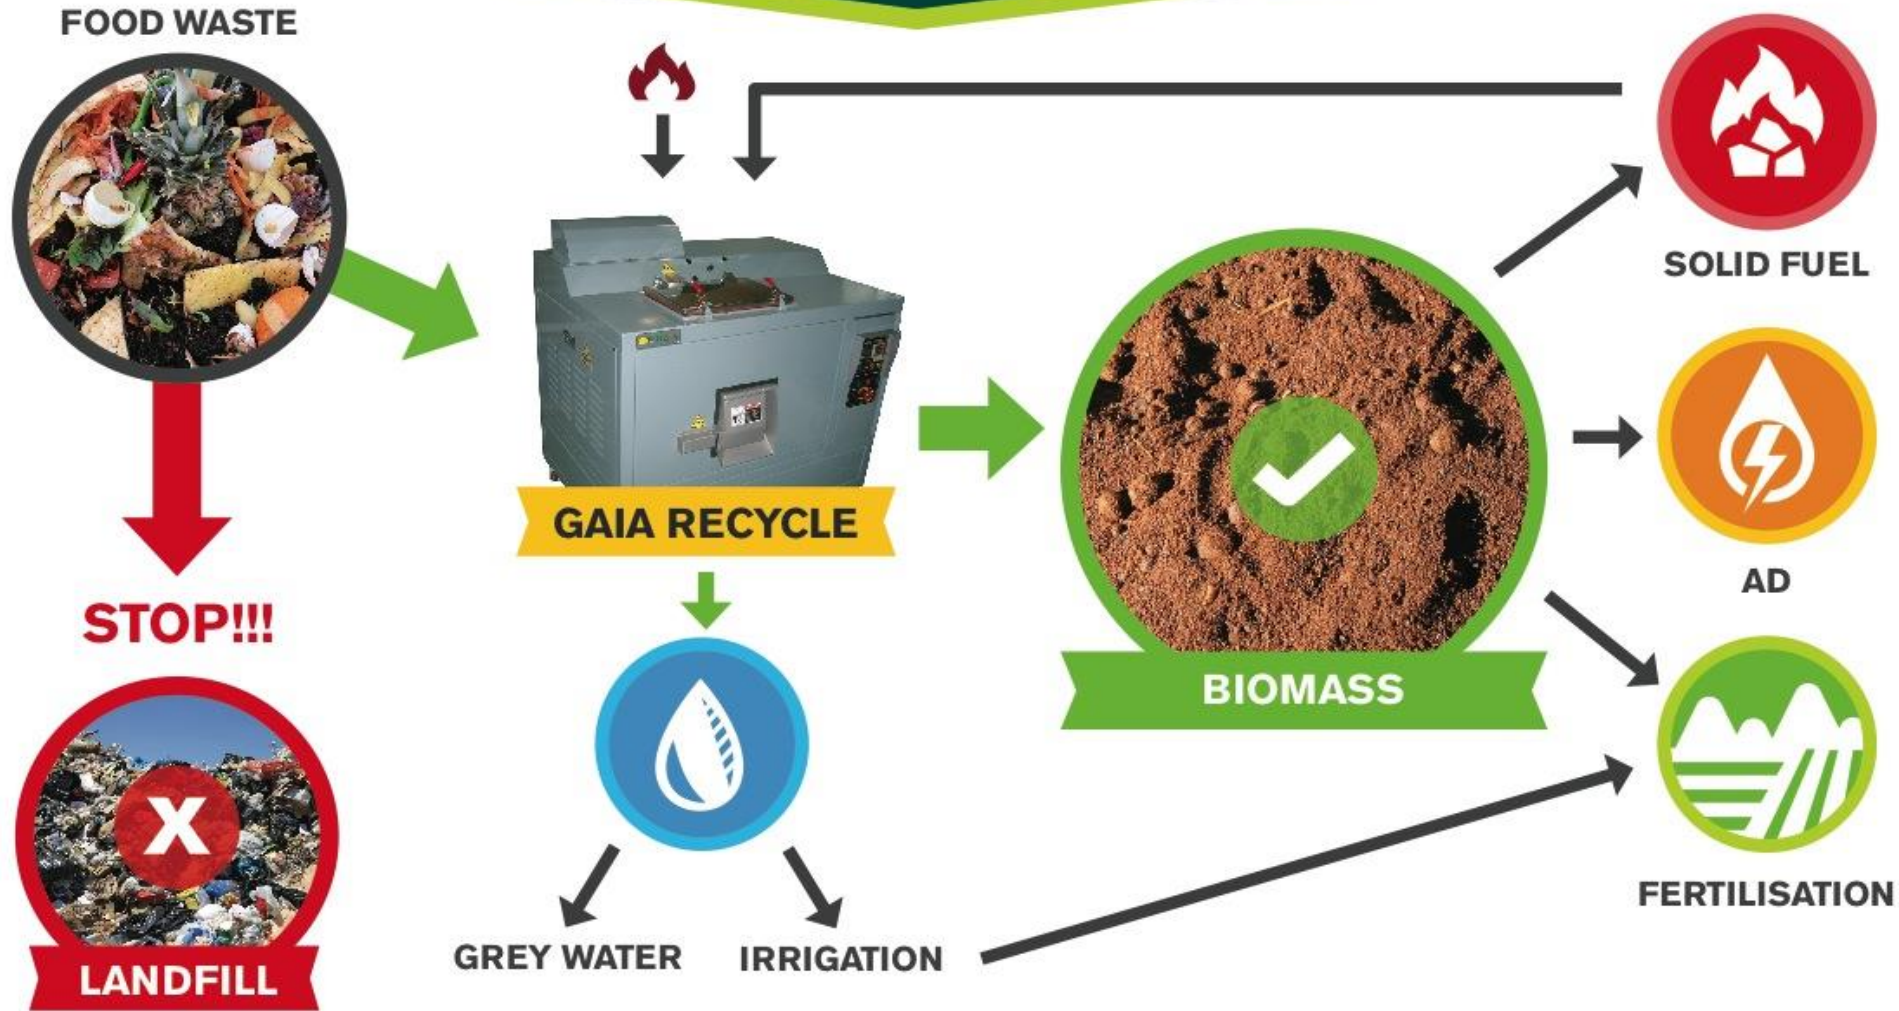 FOOD WASTE
SOLID FUEL
GAIA RECYCLE
AD
STOP!!!
BIOMASS
X
FERTILISATION
GREY WATER
IRRIGATION
LANDFILL